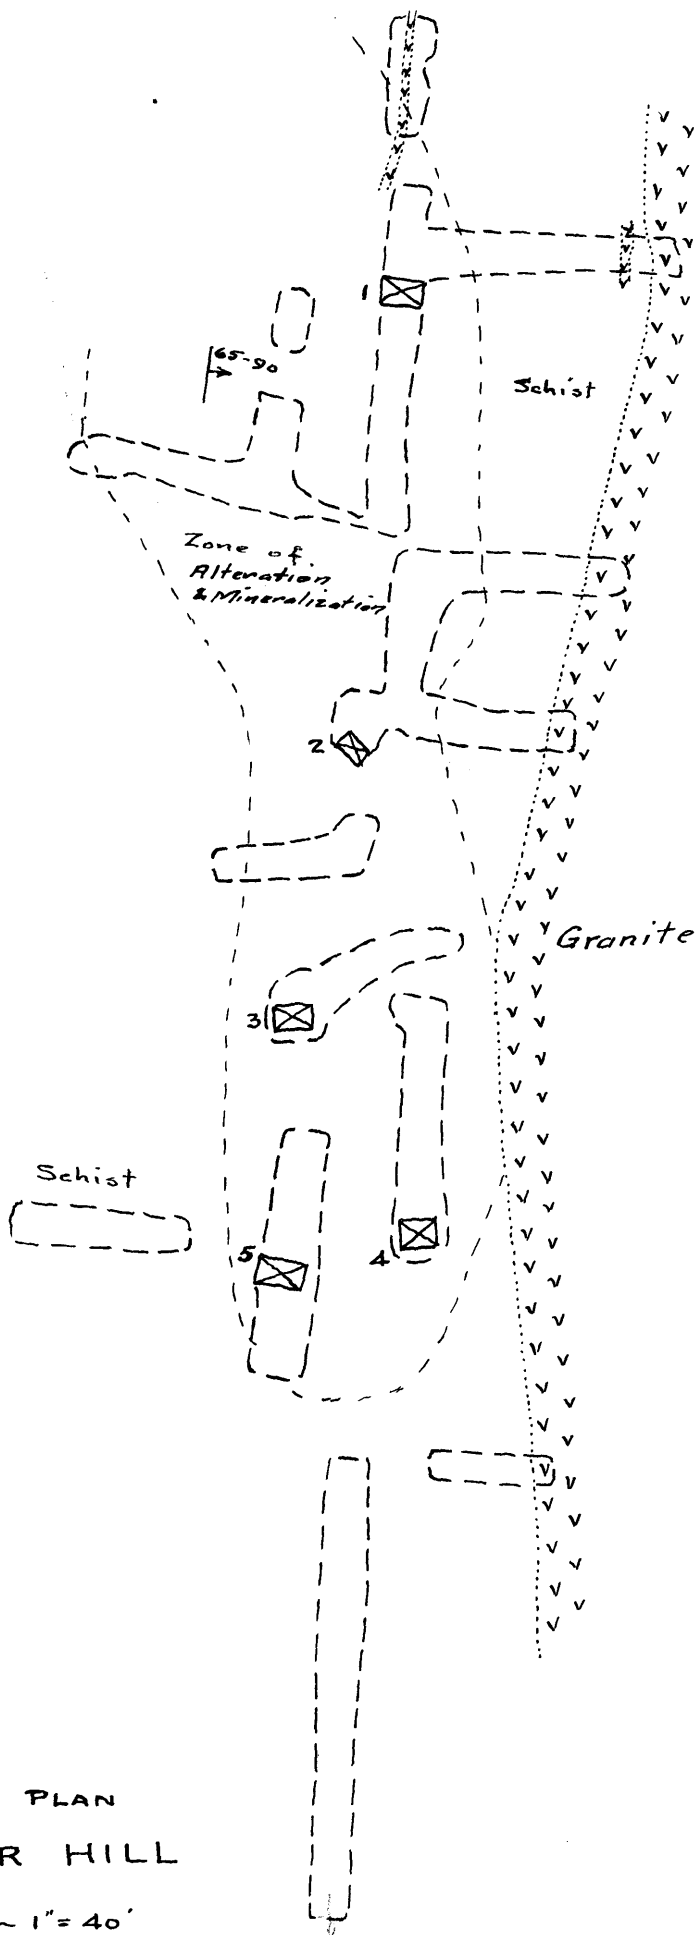 1
65-90
Schist
Zone of
Alteration
& Mineralization
2
Granite
3
Schist
5
4
PLAN
R HILL
~ 1" = 40'